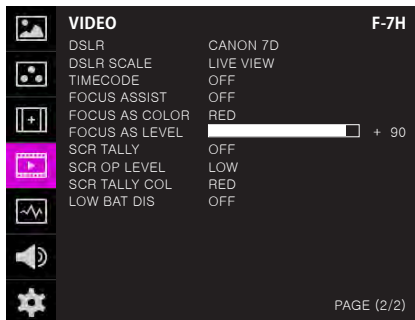 VIDEO F-7H
DSLR CANON 7D
DSLR SCALE LIVE VIEW
TIMECODE OFF
FOCUS ASSIST OFF
FOCUS AS COLOR RED
FOCUS AS LEVEL + 90
SCR TALLY OFF
SCR OP LEVEL LOW
SCR TALLY COL RED
LOW BAT DIS OFF
PAGE (2/2)